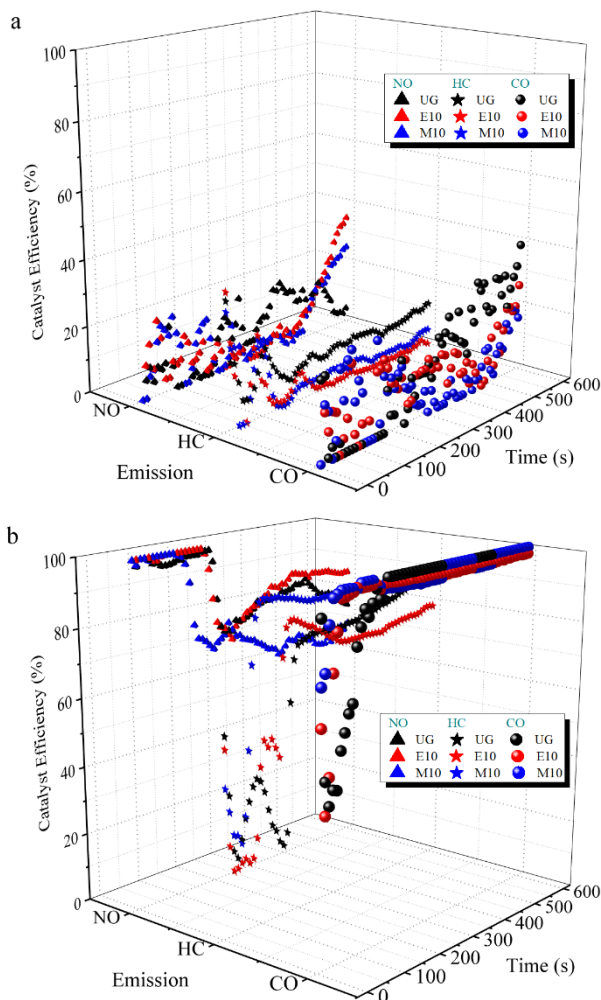 a
100
80
60
40
20
0
Catalyst Efficiency (%)
NO HC CO
UG UG UG
E10 E10 E10
M10 M10 M10
NO
HC
CO
Emission
0
100
200
300
400
500
600
Time (s)
b
100
80
60
40
20
0
Catalyst Efficiency (%)
NO HC CO
UG UG UG
E10 E10 E10
M10 M10 M10
NO
HC
CO
Emission
0
100
200
300
400
500
600
Time (s)